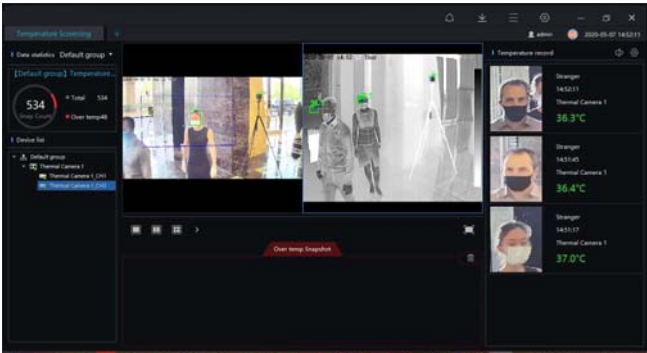 Temperature Screening
+
admin
2020-05-07 14:52:11
Data statistics Default group
[Default group] Temperature...
534
Snap Count
Total 534
Over temp48
Device list
Default group
Thermal Camera 1
Thermal Camera 1_CH1
Thermal Camera 1_CH2
Over temp Snapshot
Temperature record
Stranger
14:52:11
Thermal Camera 1
36.3°C
Stranger
14:51:45
Thermal Camera 1
36.4°C
Stranger
14:51:17
Thermal Camera 1
37.0°C